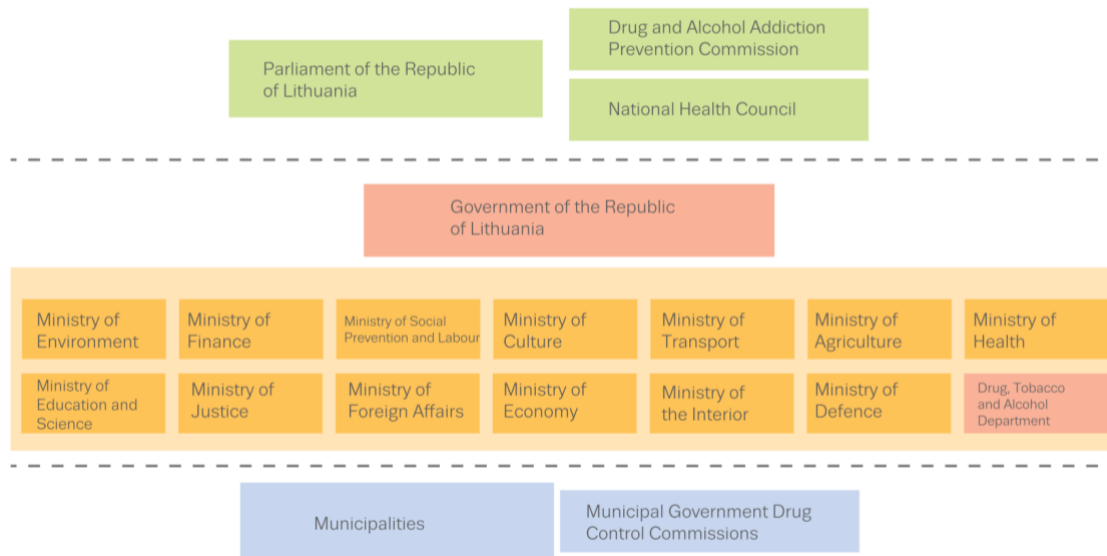 Drug and Alcohol Addiction
Prevention Commission
Parliament of the Republic
of Lithuania
National Health Council
Government of the Republic
of Lithuania
Ministry of
Environment
Ministry of
Finance
Ministry of Social
Prevention and Labour
Ministry of
Culture
Ministry of
Transport
Ministry of
Agriculture
Ministry of
Health
Ministry of
Education and
Science
Ministry of
Justice
Ministry of
Foreign Affairs
Ministry of
Economy
Ministry of
the Interior
Ministry of
Defence
Drug, Tobacco
and Alcohol
Department
Municipalities
Municipal Government Drug
Control Commissions